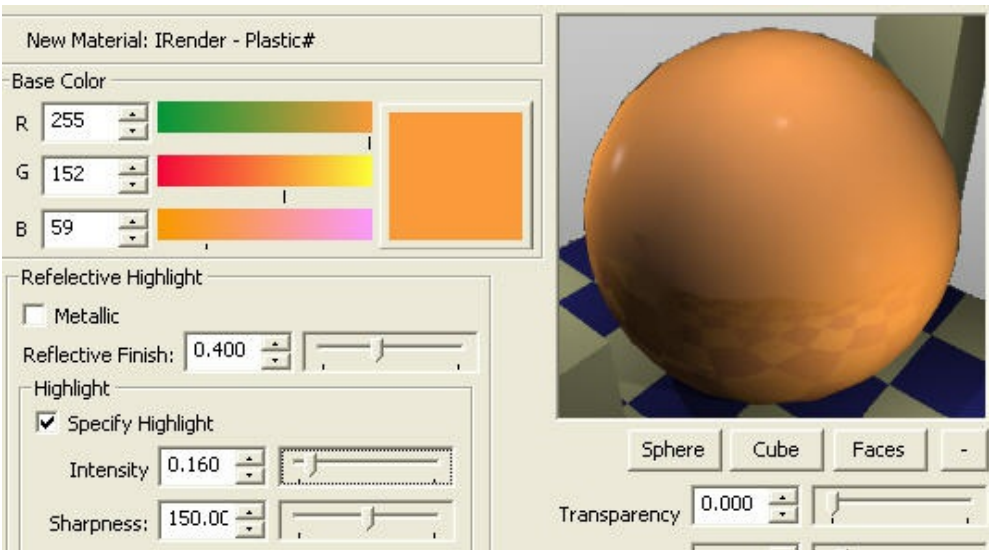 New Material: IRender - Plastic#
Base Color
R 255
G 152
B 59
Refelective Highlight
Metallic
Reflective Finish: 0.400
Highlight
Specify Highlight
Intensity 0.160
Sharpness: 150.0C
Sphere Cube Faces -
Transparency 0.000